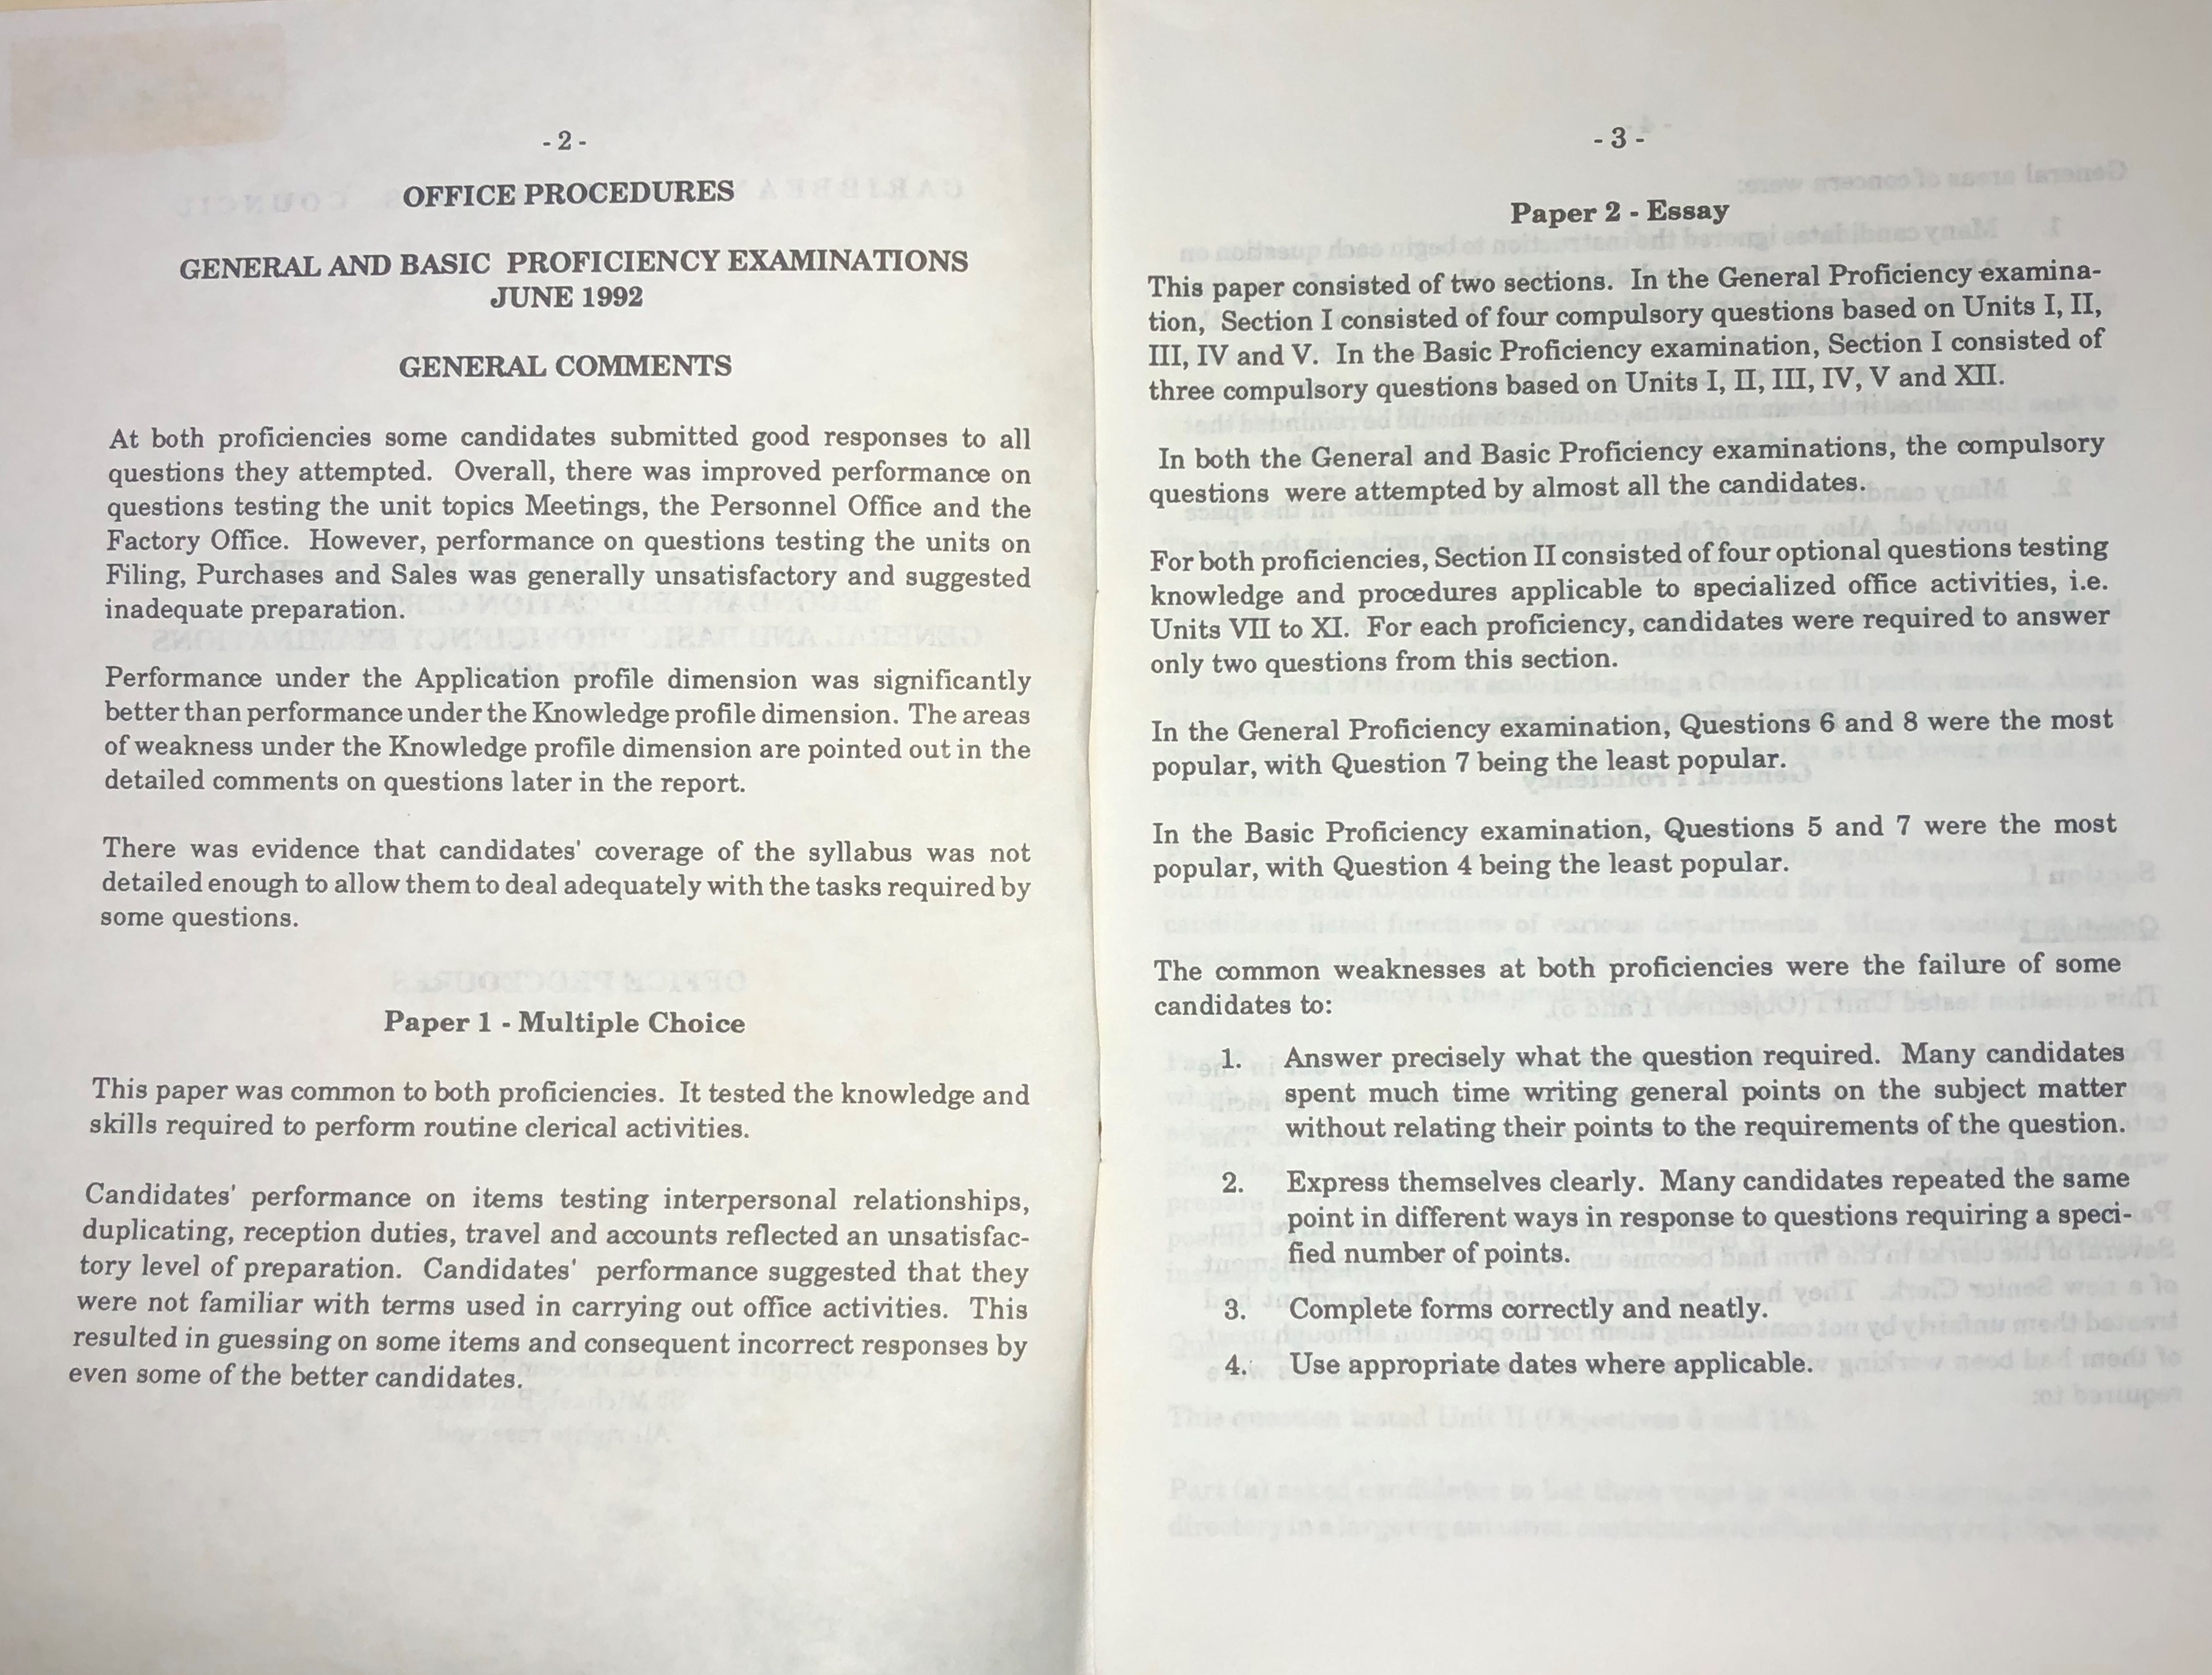 - 2 -
OFFICE PROCEDURES
GENERAL AND BASIC PROFICIENCY EXAMINATIONS
JUNE 1992
GENERAL COMMENTS
At both proficiencies some candidates submitted good responses to all
questions they attempted. Overall, there was improved performance on
questions testing the unit topics Meetings, the Personnel Office and the
Factory Office. However, performance on questions testing the units on
Filing, Purchases and Sales was generally unsatisfactory and suggested
inadequate preparation.
Performance under the Application profile dimension was significantly
better than performance under the Knowledge profile dimension. The areas
of weakness under the Knowledge profile dimension are pointed out in the
detailed comments on questions later in the report.
There was evidence that candidates' coverage of the syllabus was not
detailed enough to allow them to deal adequately with the tasks required by
some questions.
Paper 1 - Multiple Choice
This paper was common to both proficiencies. It tested the knowledge and
skills required to perform routine clerical activities.
Candidates' performance on items testing interpersonal relationships,
duplicating, reception duties, travel and accounts reflected an unsatisfac-
tory level of preparation. Candidates' performance suggested that they
were not familiar with terms used in carrying out office activities. This
resulted in guessing on some items and consequent incorrect responses by
even some of the better candidates.
- 3 -
Paper 2 - Essay
This paper consisted of two sections. In the General Proficiency examina-
tion, Section I consisted of four compulsory questions based on Units I, II,
III, IV and V. In the Basic Proficiency examination, Section I consisted of
three compulsory questions based on Units I, II, III, IV, V and XII.
In both the General and Basic Proficiency examinations, the compulsory
questions were attempted by almost all the candidates.
For both proficiencies, Section II consisted of four optional questions testing
knowledge and procedures applicable to specialized office activities, i.e.
Units VII to XI. For each proficiency, candidates were required to answer
only two questions from this section.
In the General Proficiency examination, Questions 6 and 8 were the most
popular, with Question 7 being the least popular.
In the Basic Proficiency examination, Questions 5 and 7 were the most
popular, with Question 4 being the least popular.
The common weaknesses at both proficiencies were the failure of some
candidates to:
1. Answer precisely what the question required. Many candidates
spent much time writing general points on the subject matter
without relating their points to the requirements of the question.
2. Express themselves clearly. Many candidates repeated the same
point in different ways in response to questions requiring a speci-
fied number of points.
3. Complete forms correctly and neatly.
4. Use appropriate dates where applicable.